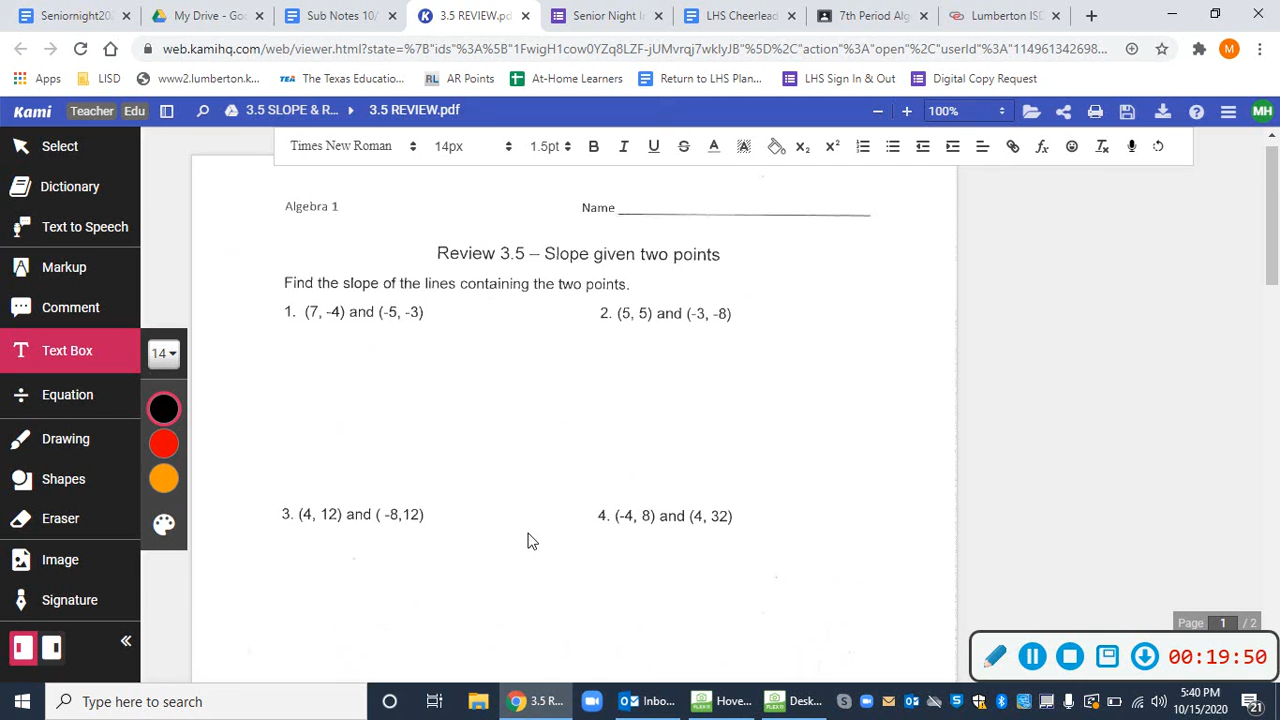 Seniornight202
My Drive - Goo
Sub Notes 10/
3.5 REVIEW.pd
Senior Night In
LHS Cheerlead
7th Period Alg
Lumberton ISD
web.kamihq.com/web/viewer.html?state=%7B"ids"%3A%5B"1FwigH1cow0YZq8LZF-jUMvrqj7wklyJB"%5D%2C"action"%3A"open"%2C"userId"%3A"114961342698...
M
Apps
LISD
www2.lumberton.k...
TEA The Texas Educatio...
RL AR Points
At-Home Learners
Return to LHS Plan...
LHS Sign In & Out
Digital Copy Request
Kami Teacher Edu
3.5 SLOPE & R...
3.5 REVIEW.pdf
100%
MH
Times New Roman
14px
1.5pt
B I U S A A x₂ x²
Select
Dictionary
Text to Speech
Markup
Comment
Text Box
14
Equation
Drawing
Shapes
Eraser
Image
Signature
Algebra 1
Name
Review 3.5 – Slope given two points
Find the slope of the lines containing the two points.
1. (7, -4) and (-5, -3)
2. (5, 5) and (-3, -8)
3. (4, 12) and ( -8,12)
4. (-4, 8) and (4, 32)
Page 1 / 2
00:19:50
Type here to search
3.5 R...
Inbo...
Hove...
Desk...
5:40 PM
10/15/2020
21